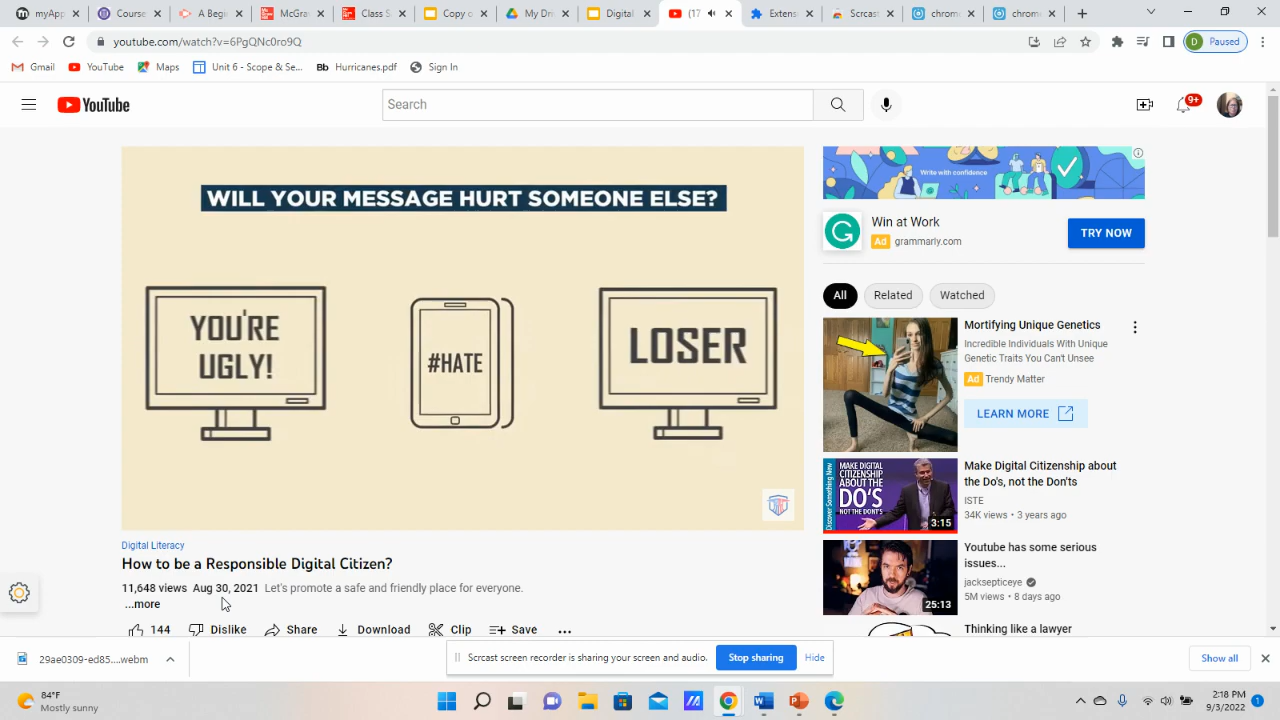 myApp
Course
A Begi
McGra
Class S
Copy o
My Dri
Digital
(17
Extens
Scrcast
chrom
chrom
youtube.com/watch?v=6PgQNc0ro9Q
D Paused
Gmail
YouTube
Maps
Unit 6 - Scope & Se...
Bb Hurricanes.pdf
Sign In
YouTube
Search
9+
WILL YOUR MESSAGE HURT SOMEONE ELSE?
YOU'RE
UGLY!
#HATE
LOSER
Write with confidence
Win at Work
Ad grammarly.com
TRY NOW
All
Related
Watched
Mortifying Unique Genetics
Incredible Individuals With Unique
Genetic Traits You Can't Unsee
Ad Trendy Matter
LEARN MORE
Discover Something New
MAKE DIGITAL
CITIZENSHIP
ABOUT THE
DO'S,
NOT THE DON'TS
3:15
Make Digital Citizenship about
the Do's, not the Don'ts
ISTE
34K views • 3 years ago
25:13
Youtube has some serious
issues...
jacksepticeye
5M views • 8 days ago
Thinking like a lawyer
Digital Literacy
How to be a Responsible Digital Citizen?
11,648 views Aug 30, 2021 Let's promote a safe and friendly place for everyone.
...more
144
Dislike
Share
Download
Clip
Save
29ae0309-ed85....webm
Scrcast screen recorder is sharing your screen and audio.
Stop sharing
Hide
Show all
84°F
Mostly sunny
2:18 PM
9/3/2022